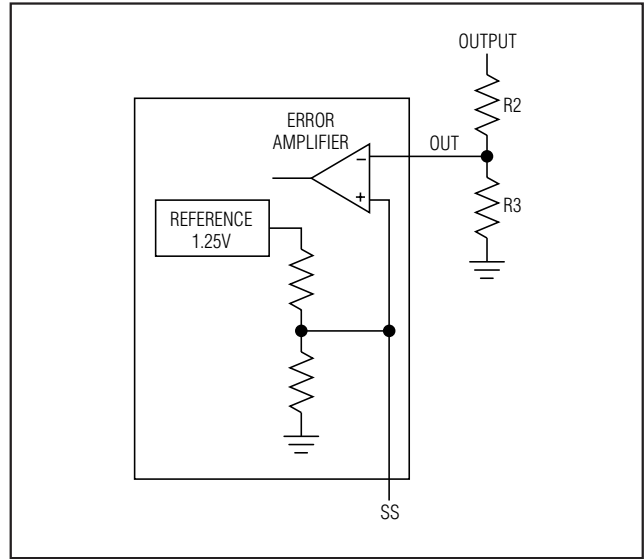 OUTPUT
R2
ERROR
AMPLIFIER
OUT
−
+
REFERENCE
1.25V
R3
SS